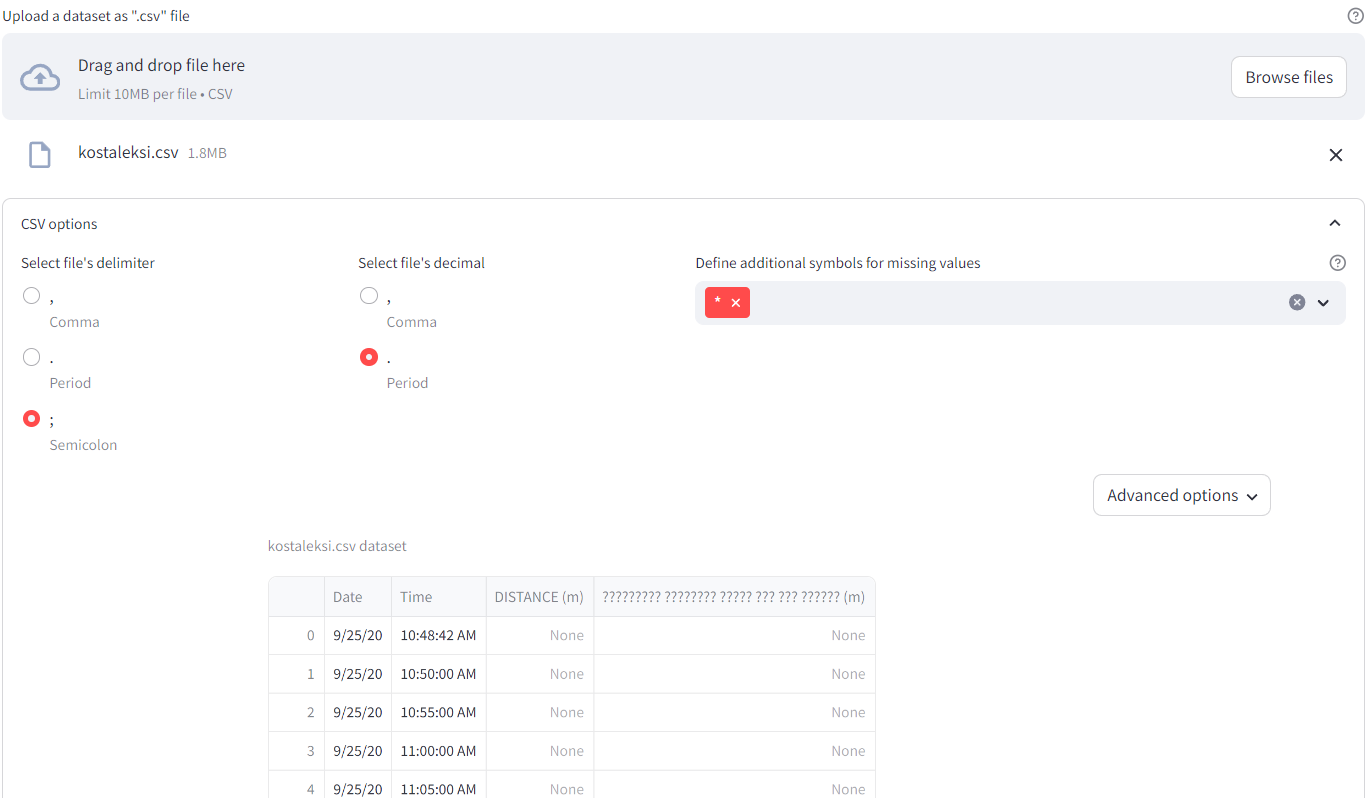 Upload a dataset as ".csv" file
Drag and drop file here
Limit 10MB per file • CSV
Browse files
kostaleksi.csv 1.8MB
CSV options
Select file's delimiter
Select file's decimal
Define additional symbols for missing values
,
Comma
,
Comma
*
.
Period
.
Period
;
Semicolon
Advanced options
kostaleksi.csv dataset
Date Time DISTANCE (m) ????????? ???????? ????? ??? ??? ?????? (m)
0 9/25/20 10:48:42 AM None None
1 9/25/20 10:50:00 AM None None
2 9/25/20 10:55:00 AM None None
3 9/25/20 11:00:00 AM None None
4 9/25/20 11:05:00 AM None None